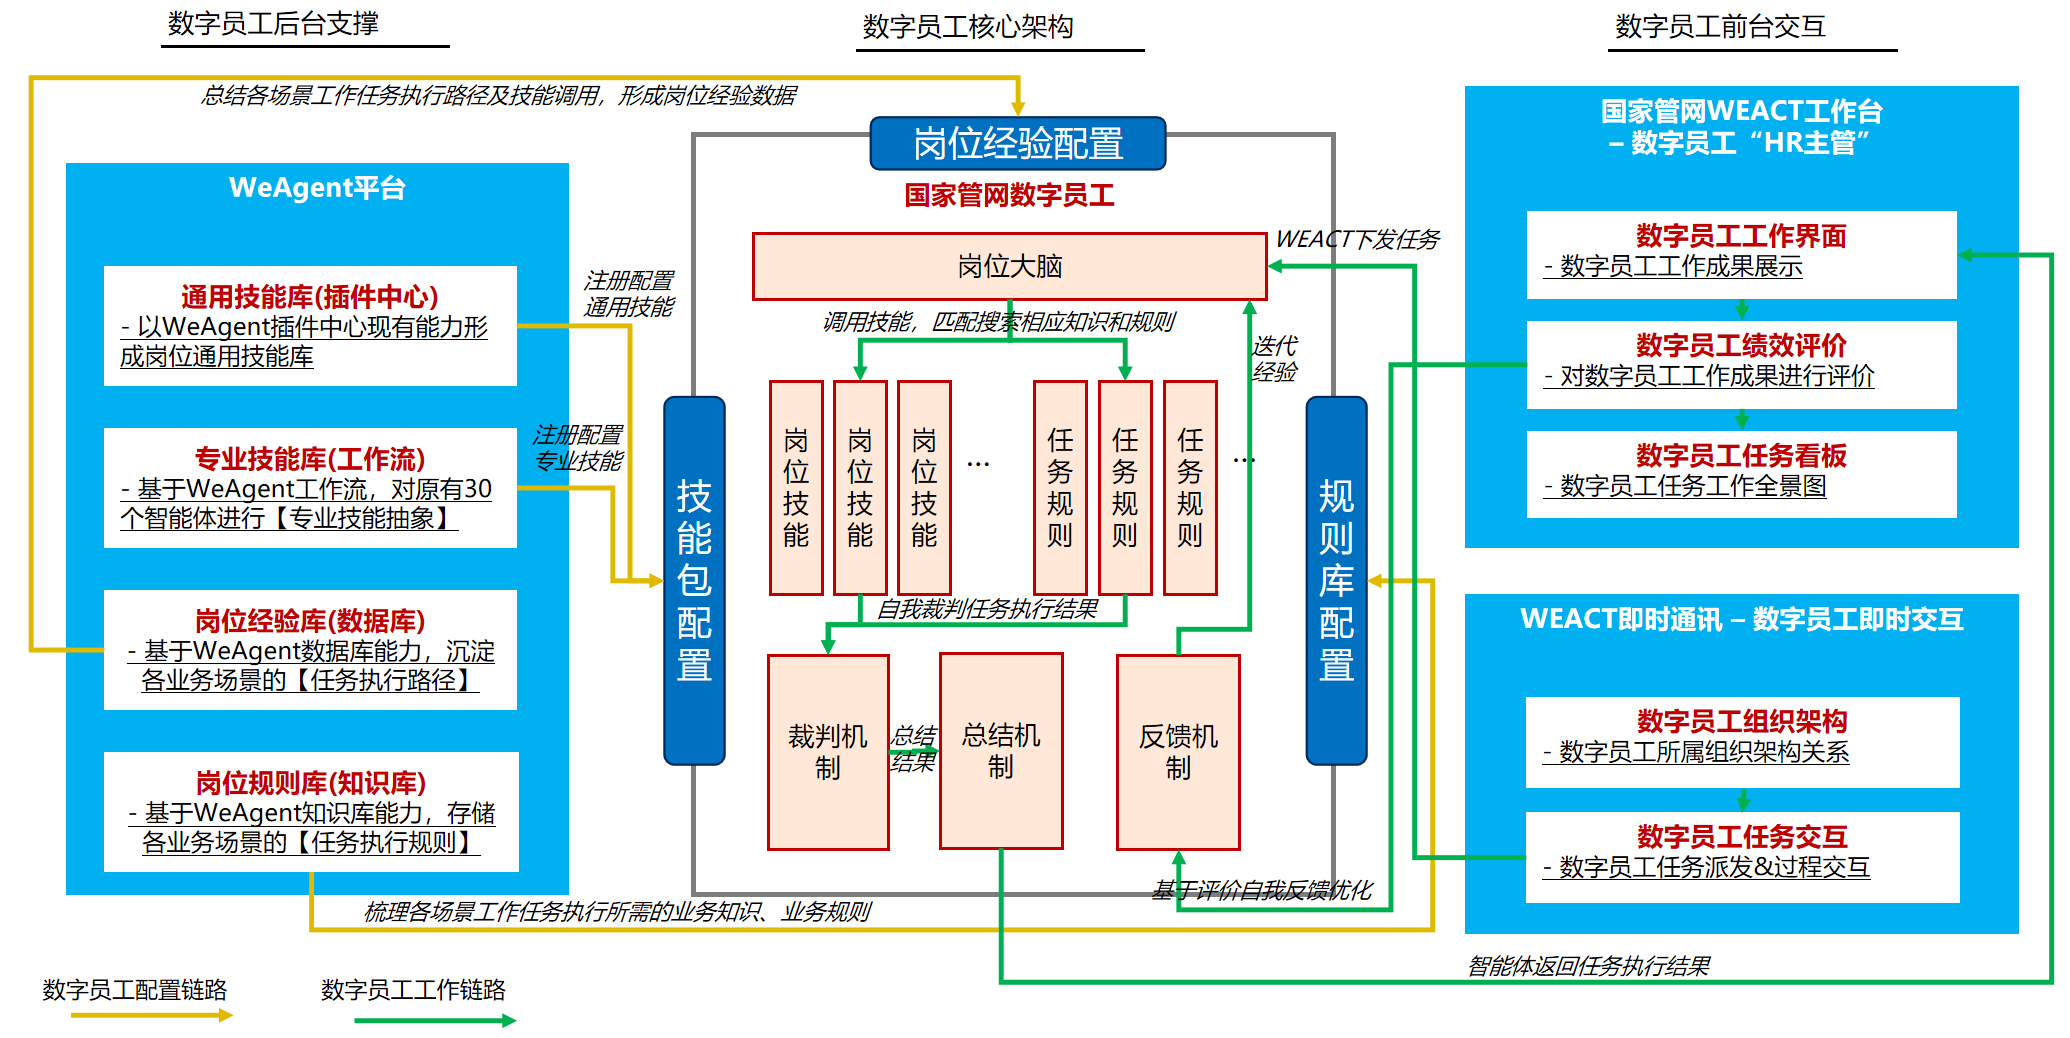 数字员工后台支撑
数字员工核心架构
数字员工前台交互
总结各场景工作任务执行路径及技能调用，形成岗位经验数据
WeAgent平台
通用技能库(插件中心)
- 以WeAgent插件中心现有能力形
成岗位通用技能库
专业技能库(工作流)
- 基于WeAgent工作流，对原有30
个智能体进行【专业技能抽象】
岗位经验库(数据库)
- 基于WeAgent数据库能力，沉淀
各业务场景的【任务执行路径】
岗位规则库(知识库)
- 基于WeAgent知识库能力，存储
各业务场景的【任务执行规则】
注册配置
通用技能
注册配置
专业技能
梳理各场景工作任务执行所需的业务知识、业务规则
岗位经验配置
国家管网数字员工
岗位大脑
WEACT下发任务
调用技能，匹配搜索相应知识和规则
迭代
经验
技能包配置
岗位技能
岗位技能
岗位技能
...
任务规则
任务规则
任务规则
...
规则库配置
自我裁判任务执行结果
裁判机
制
总结
结果
总结机
制
反馈机
制
基于评价自我反馈优化
国家管网WEACT工作台
– 数字员工 “HR主管”
数字员工工作界面
- 数字员工工作成果展示
数字员工绩效评价
- 对数字员工工作成果进行评价
数字员工任务看板
- 数字员工任务工作全景图
WEACT即时通讯 – 数字员工即时交互
数字员工组织架构
- 数字员工所属组织架构关系
数字员工任务交互
- 数字员工任务派发&过程交互
智能体返回任务执行结果
数字员工配置链路
数字员工工作链路